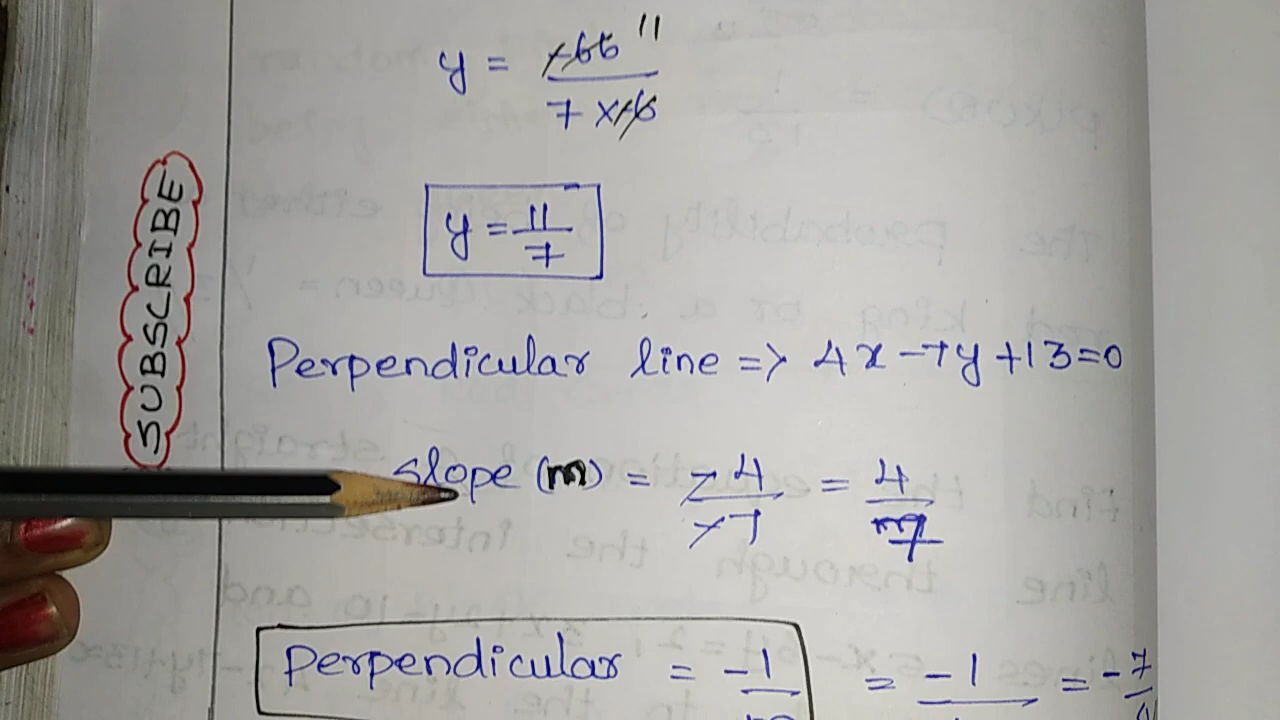 y = -66 11 / 7 x -6
y = 11/7
SUBSCRIBE
Perpendicular line => 4x-7y+13=0
slope (m) = -4/-7 = 4/7
Perpendicular = -1/m = -1/ = -7/4